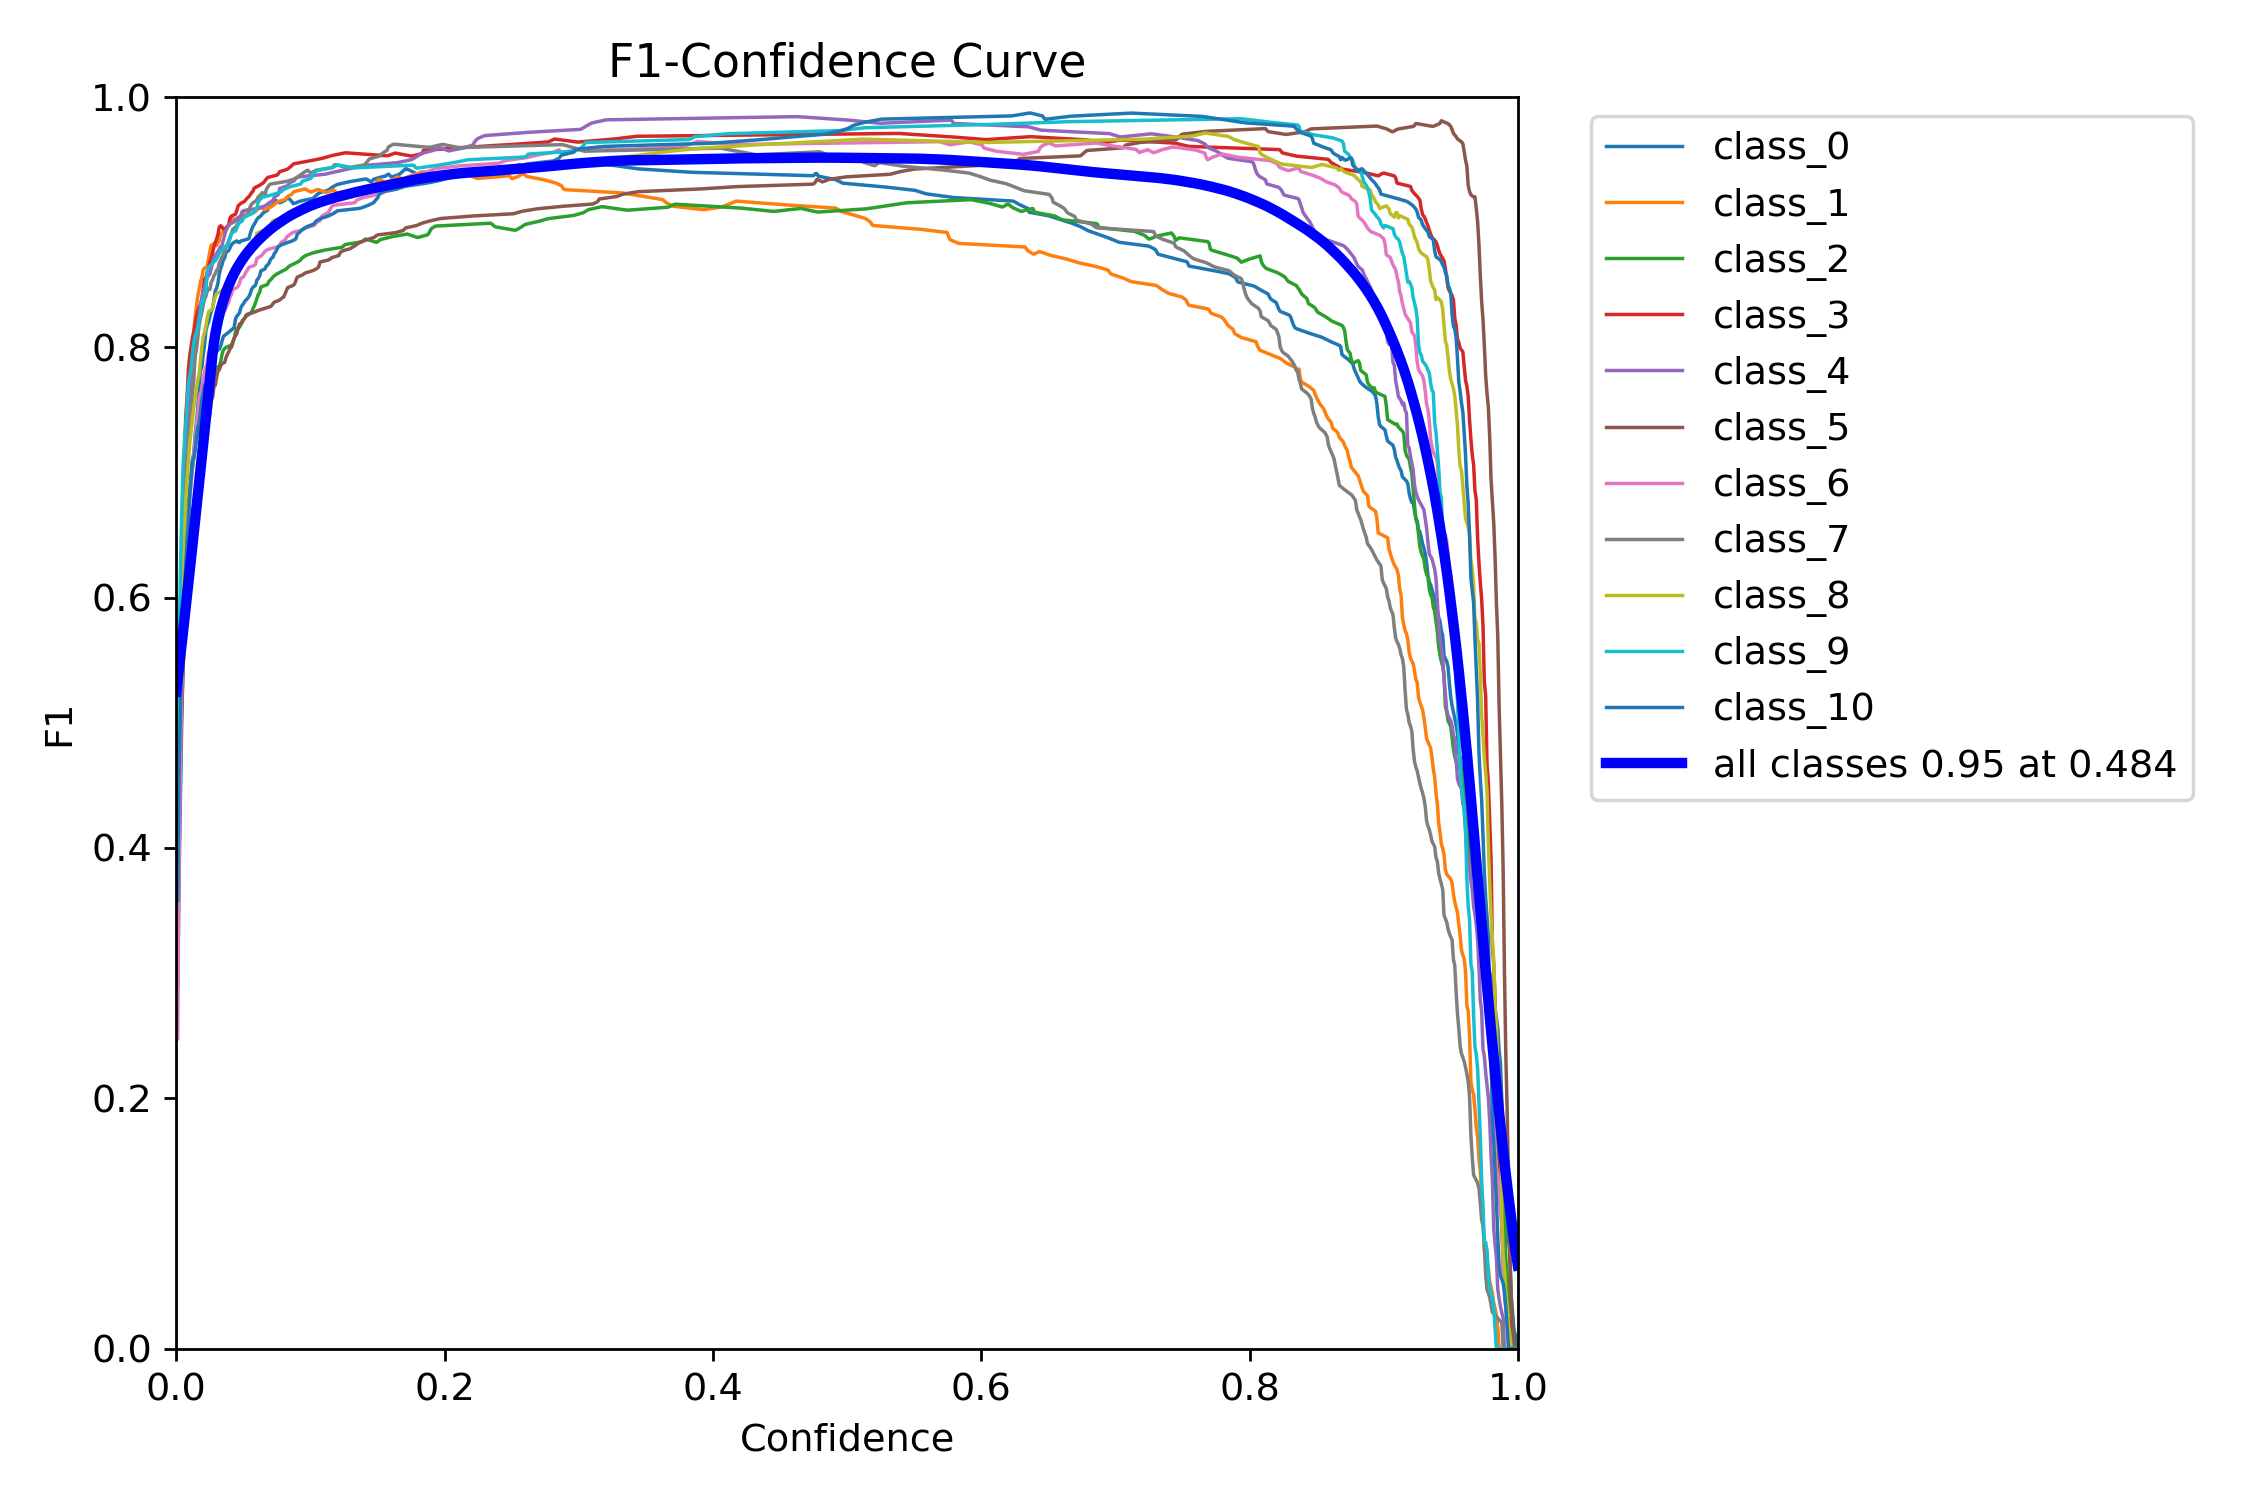 F1-Confidence Curve
1.0
0.8
0.6
0.4
0.2
0.0
F1
0.0 0.2 0.4 0.6 0.8 1.0
Confidence
class_0
class_1
class_2
class_3
class_4
class_5
class_6
class_7
class_8
class_9
class_10
all classes 0.95 at 0.484